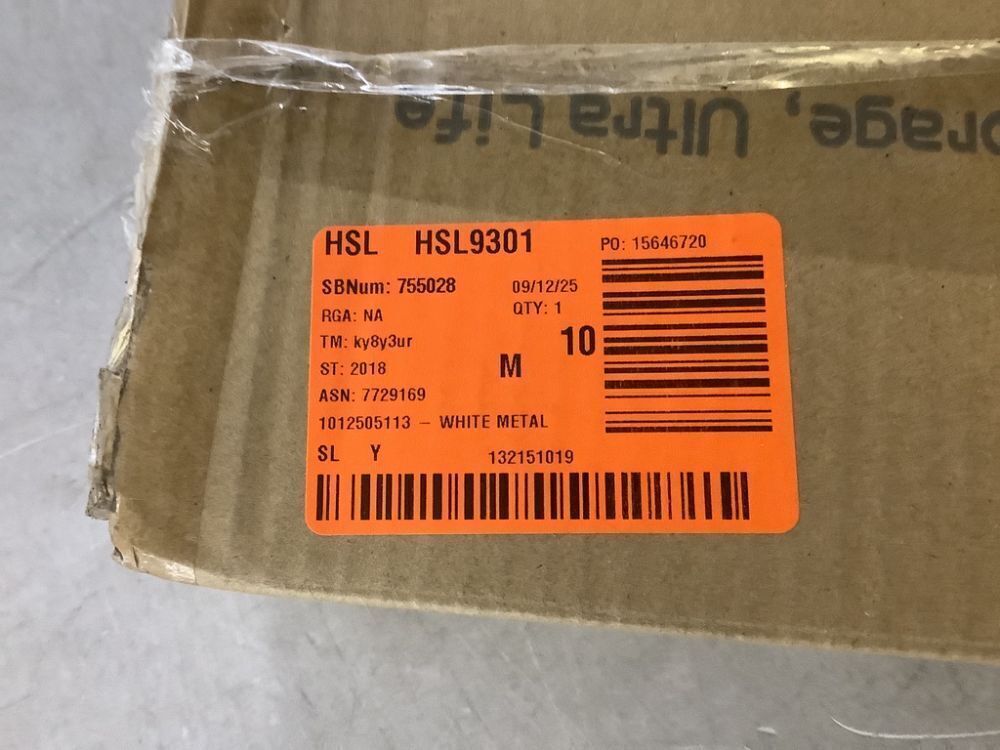 orage, Ultra Life
HSL HSL9301
PO: 15646720
SBNum: 755028
09/12/25
RGA: NA
QTY: 1
TM: ky8y3ur
10
ST: 2018
M
ASN: 7729169
1012505113 – WHITE METAL
SL Y
132151019